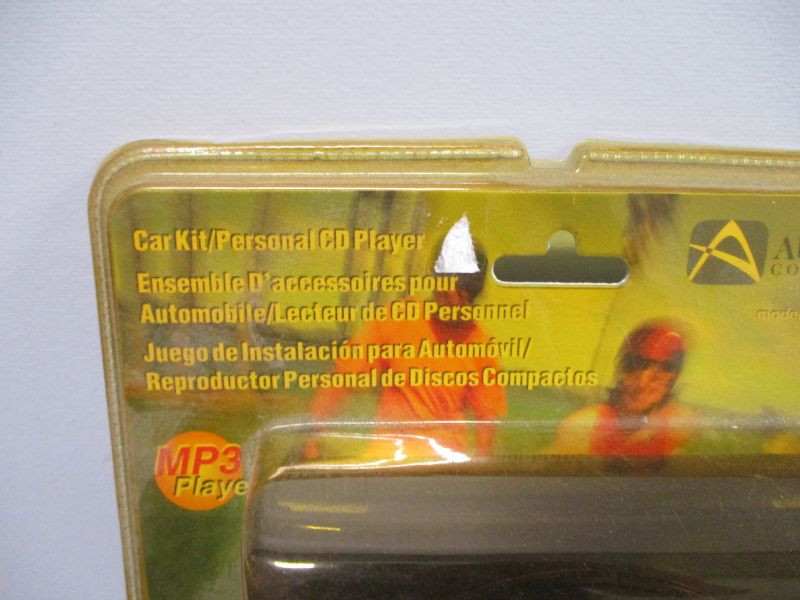 Car Kit/Personal CD Player
Ensemble D'accessoires pour
Automobile/Lecteur de CD Personnel
Juego de Instalación para Automóvil/
Reproductor Personal de Discos Compactos
MP3